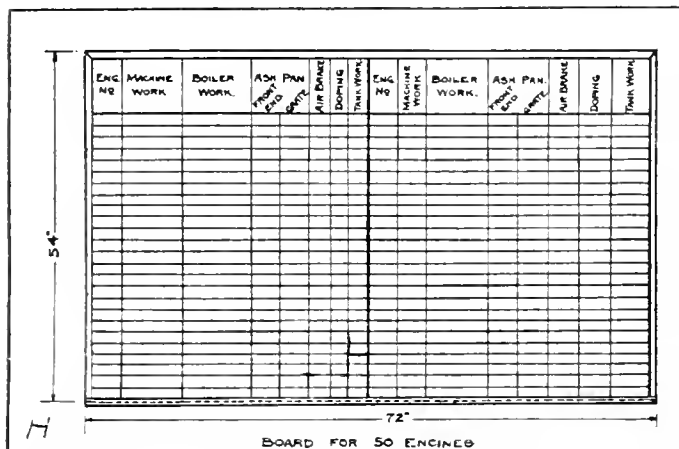 ENG. NO
MACHINE WORK
BOILER WORK.
ASH PAN
FRONT END.
GRATE.
AIR BRAKE
DOPING
TANK WORK
ENG. NO
MACHINE WORK
BOILER WORK.
ASH PAN.
FRONT END.
GRATE.
AIR BRAKE
DOPING
TANK WORK
54"
72"
H
BOARD FOR 50 ENGINES